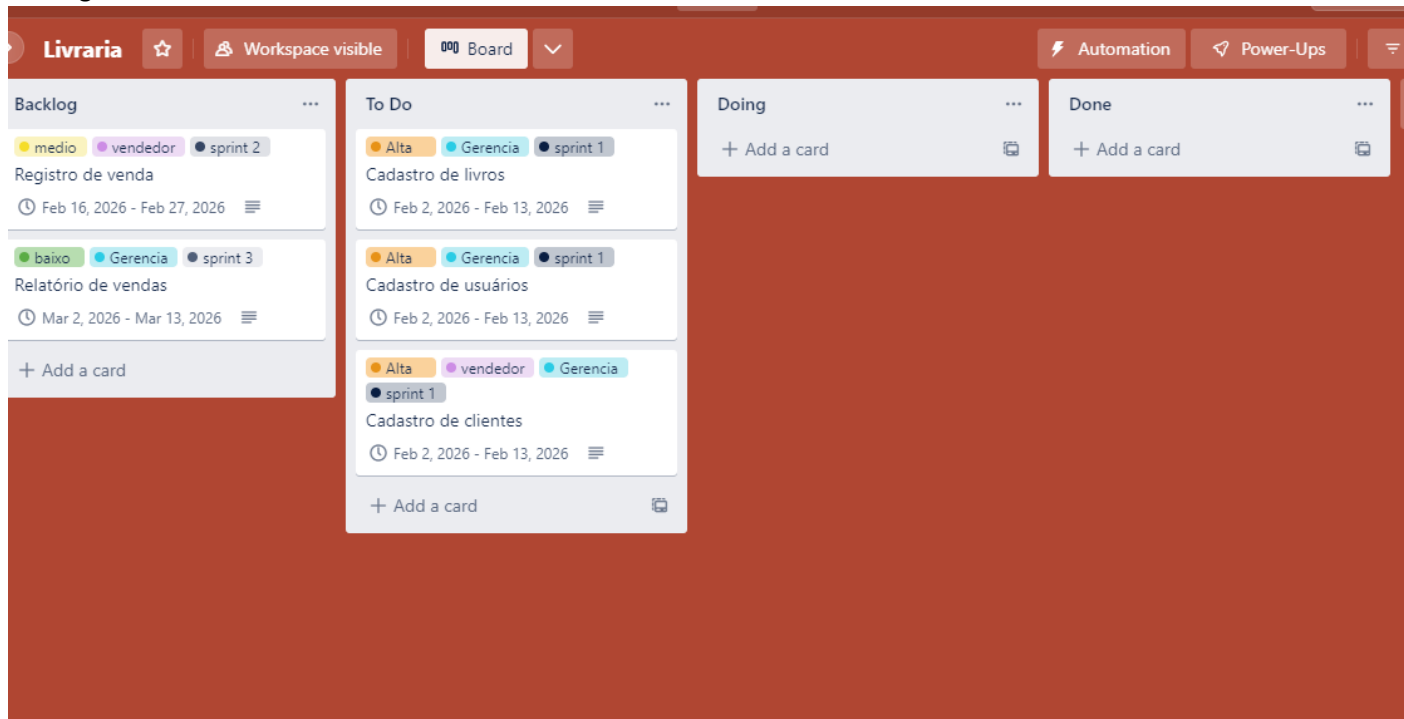 Livraria
Workspace visible
Board
Automation
Power-Ups
Backlog
medio vendedor sprint 2
Registro de venda
Feb 16, 2026 - Feb 27, 2026
baixo Gerencia sprint 3
Relatório de vendas
Mar 2, 2026 - Mar 13, 2026
+ Add a card
To Do
Alta Gerencia sprint 1
Cadastro de livros
Feb 2, 2026 - Feb 13, 2026
Alta Gerencia sprint 1
Cadastro de usuários
Feb 2, 2026 - Feb 13, 2026
Alta vendedor Gerencia
sprint 1
Cadastro de clientes
Feb 2, 2026 - Feb 13, 2026
+ Add a card
Doing
+ Add a card
Done
+ Add a card